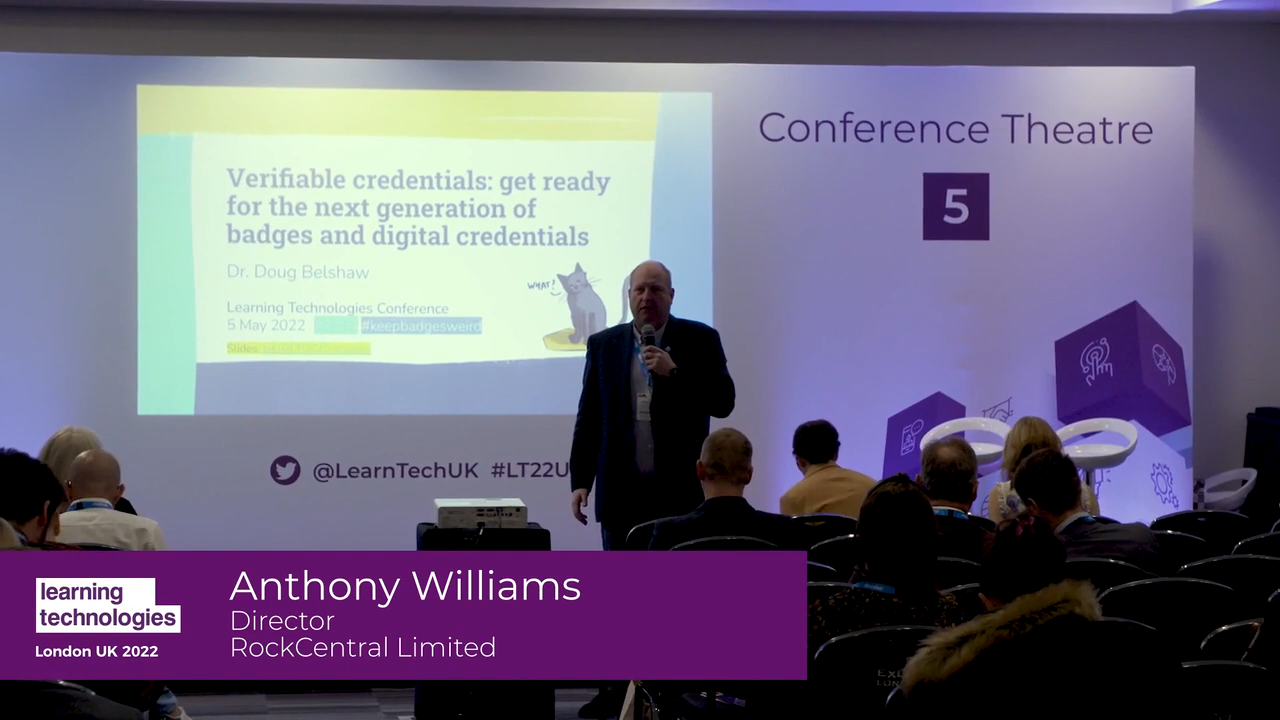 Conference Theatre
5
Verifiable credentials: get ready
for the next generation of
badges and digital credentials
Dr. Doug Belshaw
WHAT?
Learning Technologies Conference
5 May 2022 #keepbadgesweird
Slides:
@LearnTechUK #LT22U
learning
technologies
London UK 2022
Anthony Williams
Director
RockCentral Limited